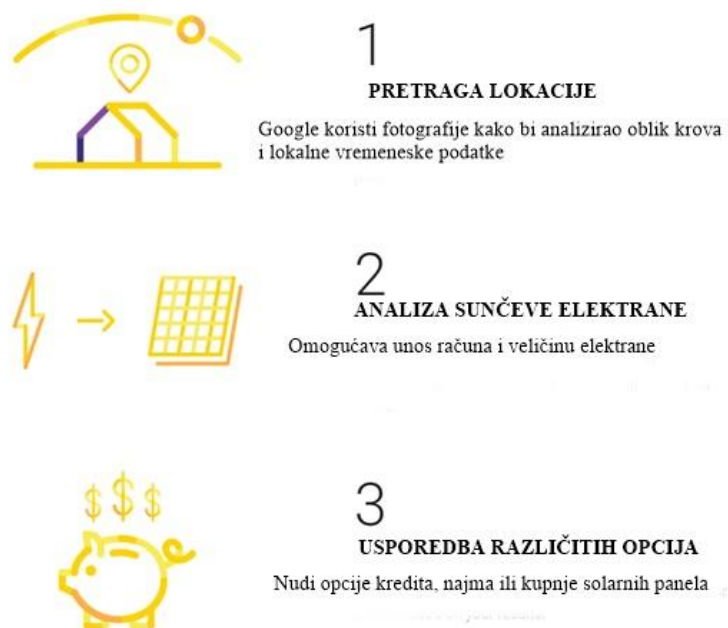 1
PRETRAGA LOKACIJE
Google koristi fotografije kako bi analizirao oblik krova
i lokalne vremeneske podatke
2
ANALIZA SUNČEVE ELEKTRANE
Omogućava unos računa i veličinu elektrane
$ $ $
3
USPOREDBA RAZLIČITIH OPCIJA
Nudi opcije kredita, najma ili kupnje solarnih panela